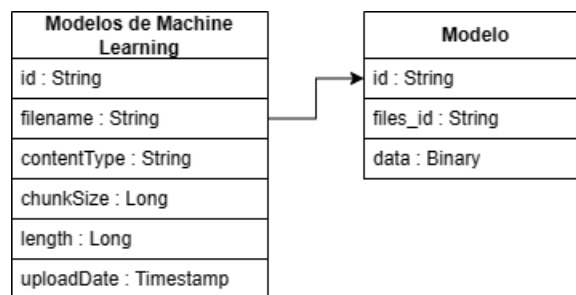 Modelos de Machine
Learning
id : String
filename : String
contentType : String
chunkSize : Long
length : Long
uploadDate : Timestamp
Modelo
id : String
files_id : String
data : Binary